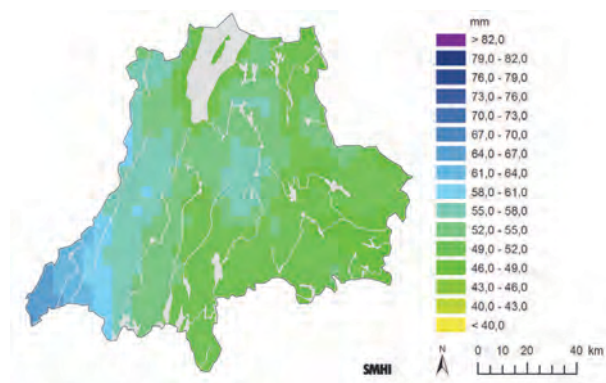 mm
> 82,0
79,0 - 82,0
76,0 - 79,0
73,0 - 76,0
70,0 - 73,0
67,0 - 70,0
64,0 - 67,0
61,0 - 64,0
58,0 - 61,0
55,0 - 58,0
52,0 - 55,0
49,0 - 52,0
46,0 - 49,0
43,0 - 46,0
40,0 - 43,0
< 40,0
SMHI
N
0 10 20 40 km